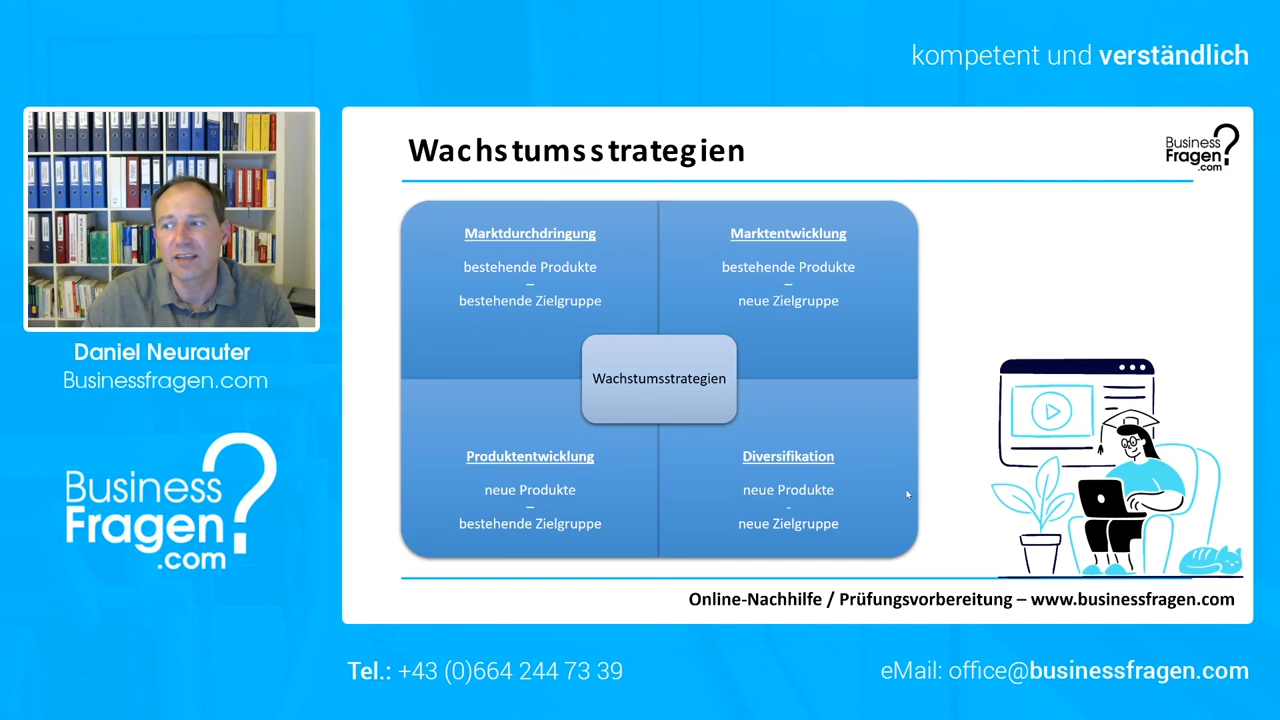 kompetent und verständlich
Wachstumsstrategien
Business
Fragen
.com
?
Marktdurchdringung
bestehende Produkte
–
bestehende Zielgruppe
Marktentwicklung
bestehende Produkte
–
neue Zielgruppe
Wachstumsstrategien
Produktentwicklung
neue Produkte
–
bestehende Zielgruppe
Diversifikation
neue Produkte
-
neue Zielgruppe
Online-Nachhilfe / Prüfungsvorbereitung – www.businessfragen.com
Daniel Neurauter
Businessfragen.com
Business
Fragen
.com
?
Tel.: +43 (0)664 244 73 39
eMail: office@businessfragen.com